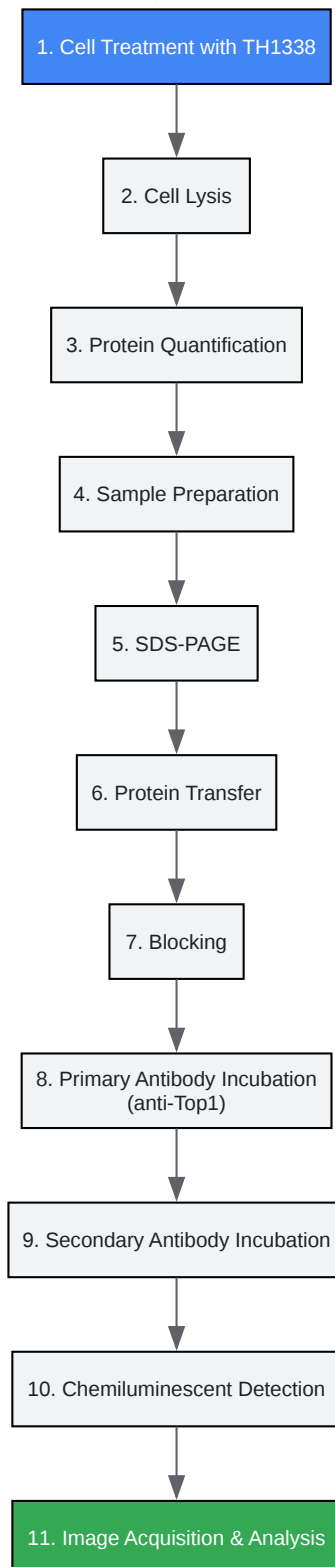 1. Cell Treatment with TH1338
2. Cell Lysis
3. Protein Quantification
4. Sample Preparation
5. SDS-PAGE
6. Protein Transfer
7. Blocking
8. Primary Antibody Incubation
(anti-Top1)
9. Secondary Antibody Incubation
10. Chemiluminescent Detection
11. Image Acquisition & Analysis